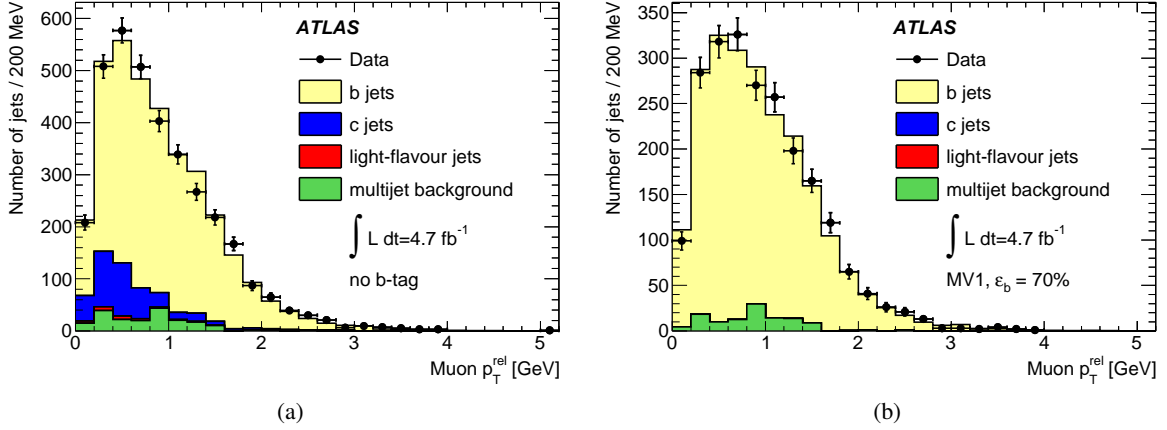 Number of jets / 200 MeV
600
500
400
300
200
100
0
ATLAS
Data
b jets
c jets
light-flavour jets
multijet background
∫ L dt=4.7 fb⁻¹
no b-tag
0 1 2 3 4 5
Muon p_T^rel [GeV]
(a)
Number of jets / 200 MeV
350
300
250
200
150
100
50
0
ATLAS
Data
b jets
c jets
light-flavour jets
multijet background
∫ L dt=4.7 fb⁻¹
MV1, ε_b = 70%
0 1 2 3 4 5
Muon p_T^rel [GeV]
(b)